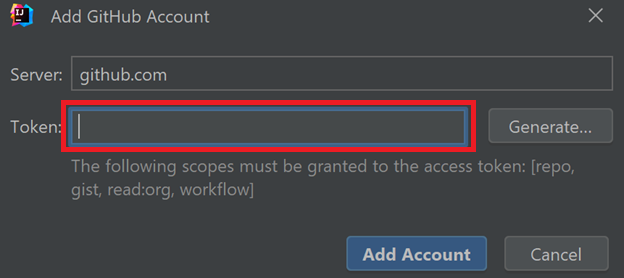 IJ
Add GitHub Account
Server: github.com
Token: Generate...
The following scopes must be granted to the access token: [repo,
gist, read:org, workflow]
Add Account Cancel